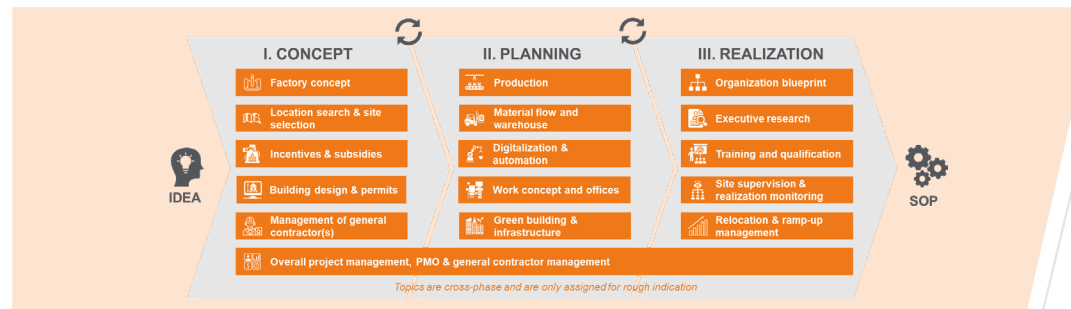 I. CONCEPT
II. PLANNING
III. REALIZATION
Factory concept
Location search & site
selection
Incentives & subsidies
Building design & permits
Management of general
contractor(s)
Production
Material flow and
warehouse
Digitalization &
automation
Work concept and offices
Green building &
infrastructure
Organization blueprint
Executive research
Training and qualification
Site supervision &
realization monitoring
Relocation & ramp-up
management
IDEA
SOP
Overall project management, PMO & general contractor management
Topics are cross-phase and are only assigned for rough indication